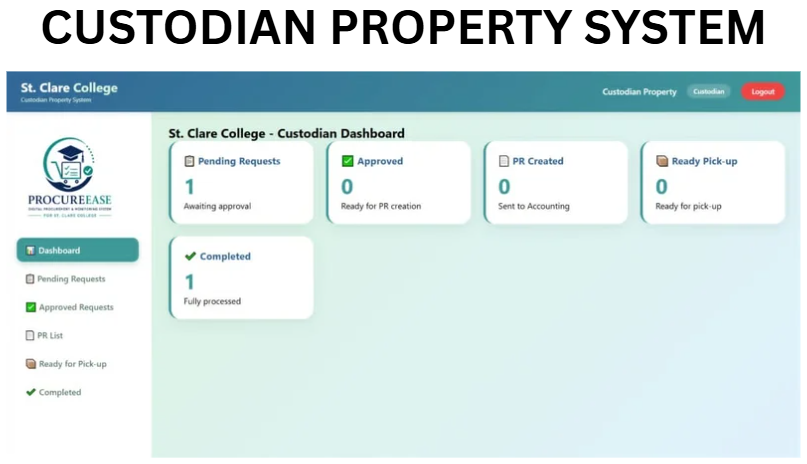 CUSTODIAN PROPERTY SYSTEM
St. Clare College
Custodian Property System
Custodian Property
Custodian
Logout
PROCUREEASE
DIGITAL PROCUREMENT & MONITORING SYSTEM
FOR ST. CLARE COLLEGE
Dashboard
Pending Requests
Approved Requests
PR List
Ready for Pick-up
Completed
St. Clare College - Custodian Dashboard
Pending Requests
1
Awaiting approval
Approved
0
Ready for PR creation
PR Created
0
Sent to Accounting
Ready Pick-up
0
Ready for pick-up
Completed
1
Fully processed